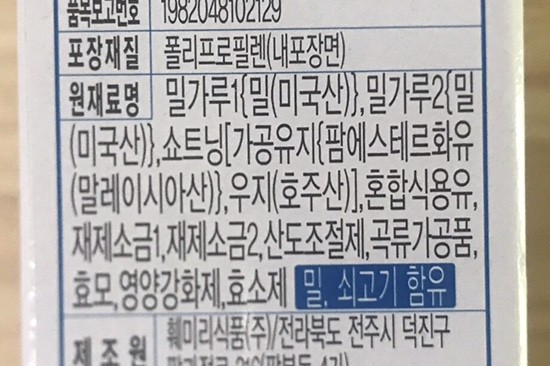 품목보고번호 1982048102129
포장재질 폴리프로필렌(내포장면)
원재료명 밀가루1{밀(미국산)}, 밀가루2{밀
(미국산)},쇼트닝[가공유지{팜에스테르화유
(말레이시아산)},우지(호주산)],혼합식용유,
재제소금1,재제소금2,산도조절제,곡류가공품,
효모,영양강화제,효소제 밀, 쇠고기 함유
제조원 훼미리식품(주)/전라북도 전주시 덕진구